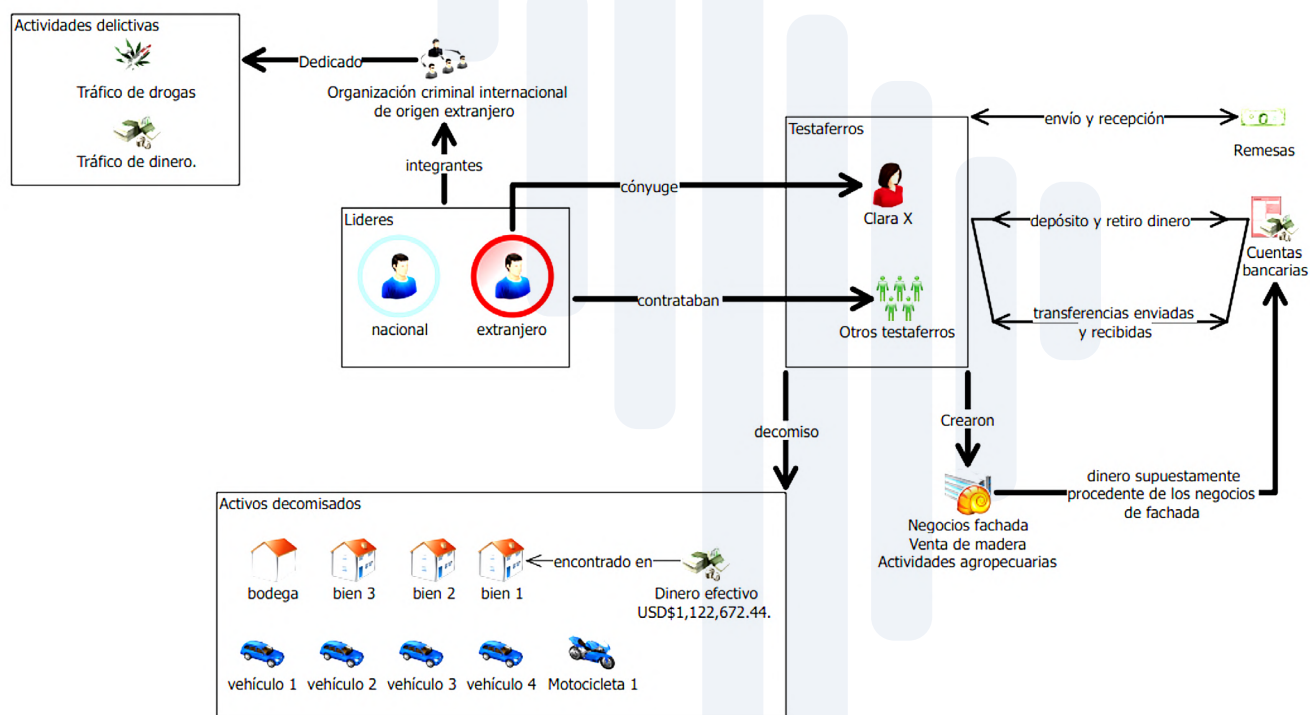 Actividades delictivas
Tráfico de drogas
Tráfico de dinero.
Dedicado
Organización criminal internacional
de origen extranjero
integrantes
Lideres
nacional
extranjero
cónyuge
contrataban
Testaferros
Clara X
Otros testaferros
envío y recepción
Remesas
depósito y retiro dinero
Cuentas
bancarias
transferencias enviadas
y recibidas
decomiso
Crearon
dinero supuestamente
procedente de los negocios
de fachada
Negocios fachada
Venta de madera
Actividades agropecuarias
Activos decomisados
bodega
bien 3
bien 2
bien 1
encontrado en
Dinero efectivo
USD$1,122,672.44.
vehículo 1
vehículo 2
vehículo 3
vehículo 4
Motocicleta 1